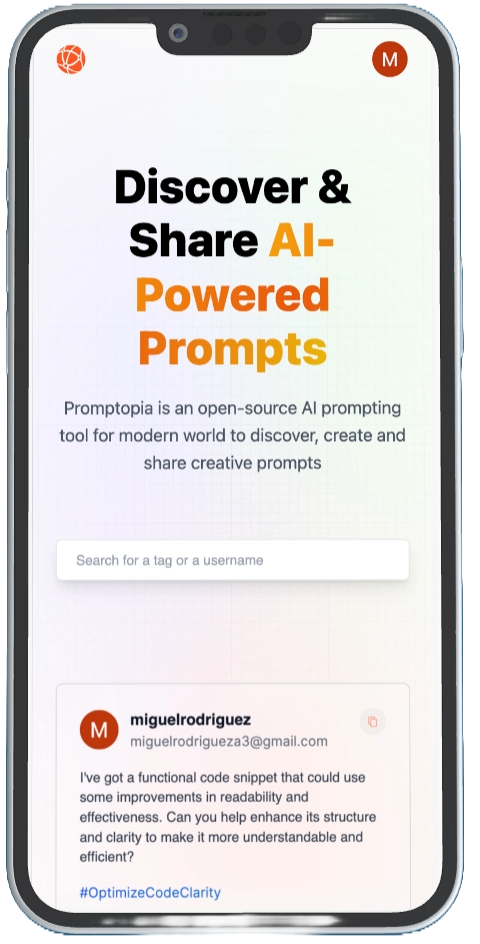 M
Discover &
Share AI-
Powered
Prompts
Promptopia is an open-source AI prompting
tool for modern world to discover, create and
share creative prompts
Search for a tag or a username
M
miguelrodriguez
miguelrodrigueza3@gmail.com
I've got a functional code snippet that could use
some improvements in readability and
effectiveness. Can you help enhance its structure
and clarity to make it more understandable and
efficient?
#OptimizeCodeClarity